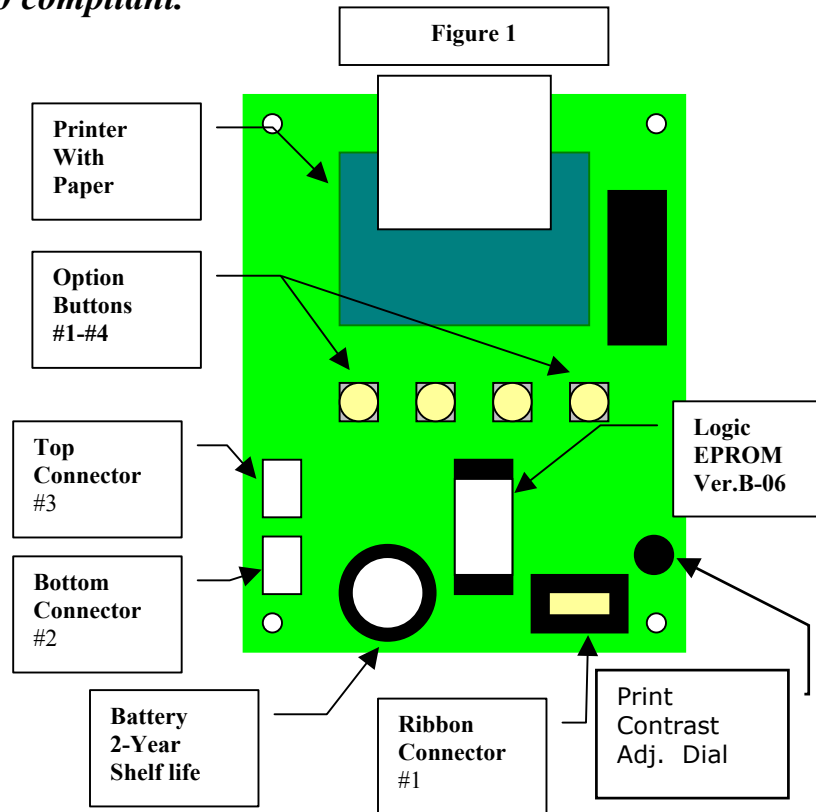 compliant.
Figure 1
Printer
With
Paper
Option
Buttons
#1-#4
Top
Connector
#3
Logic
EPROM
Ver.B-06
Bottom
Connector
#2
Battery
2-Year
Shelf life
Ribbon
Connector
#1
Print
Contrast
Adj. Dial